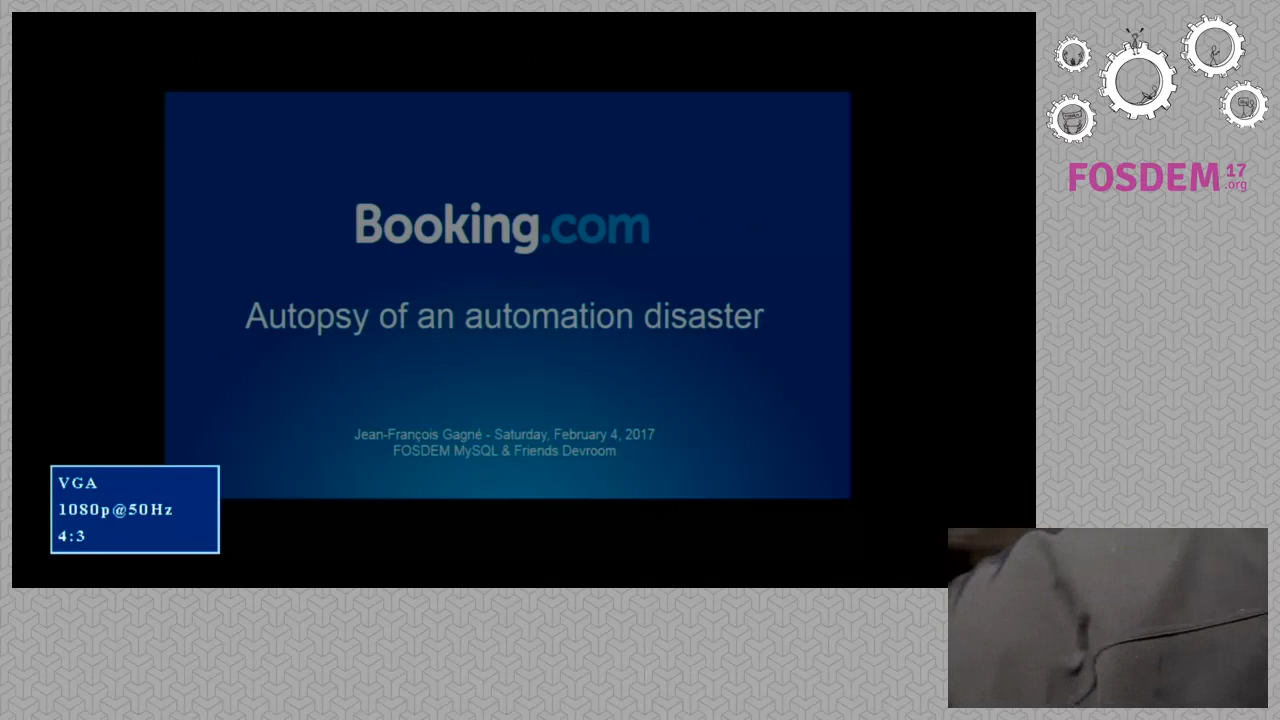 FOSDEM 17
.org
Booking.com
Autopsy of an automation disaster
Jean-François Gagné - Saturday, February 4, 2017
FOSDEM MySQL & Friends Devroom
VGA
1080p@50Hz
4:3